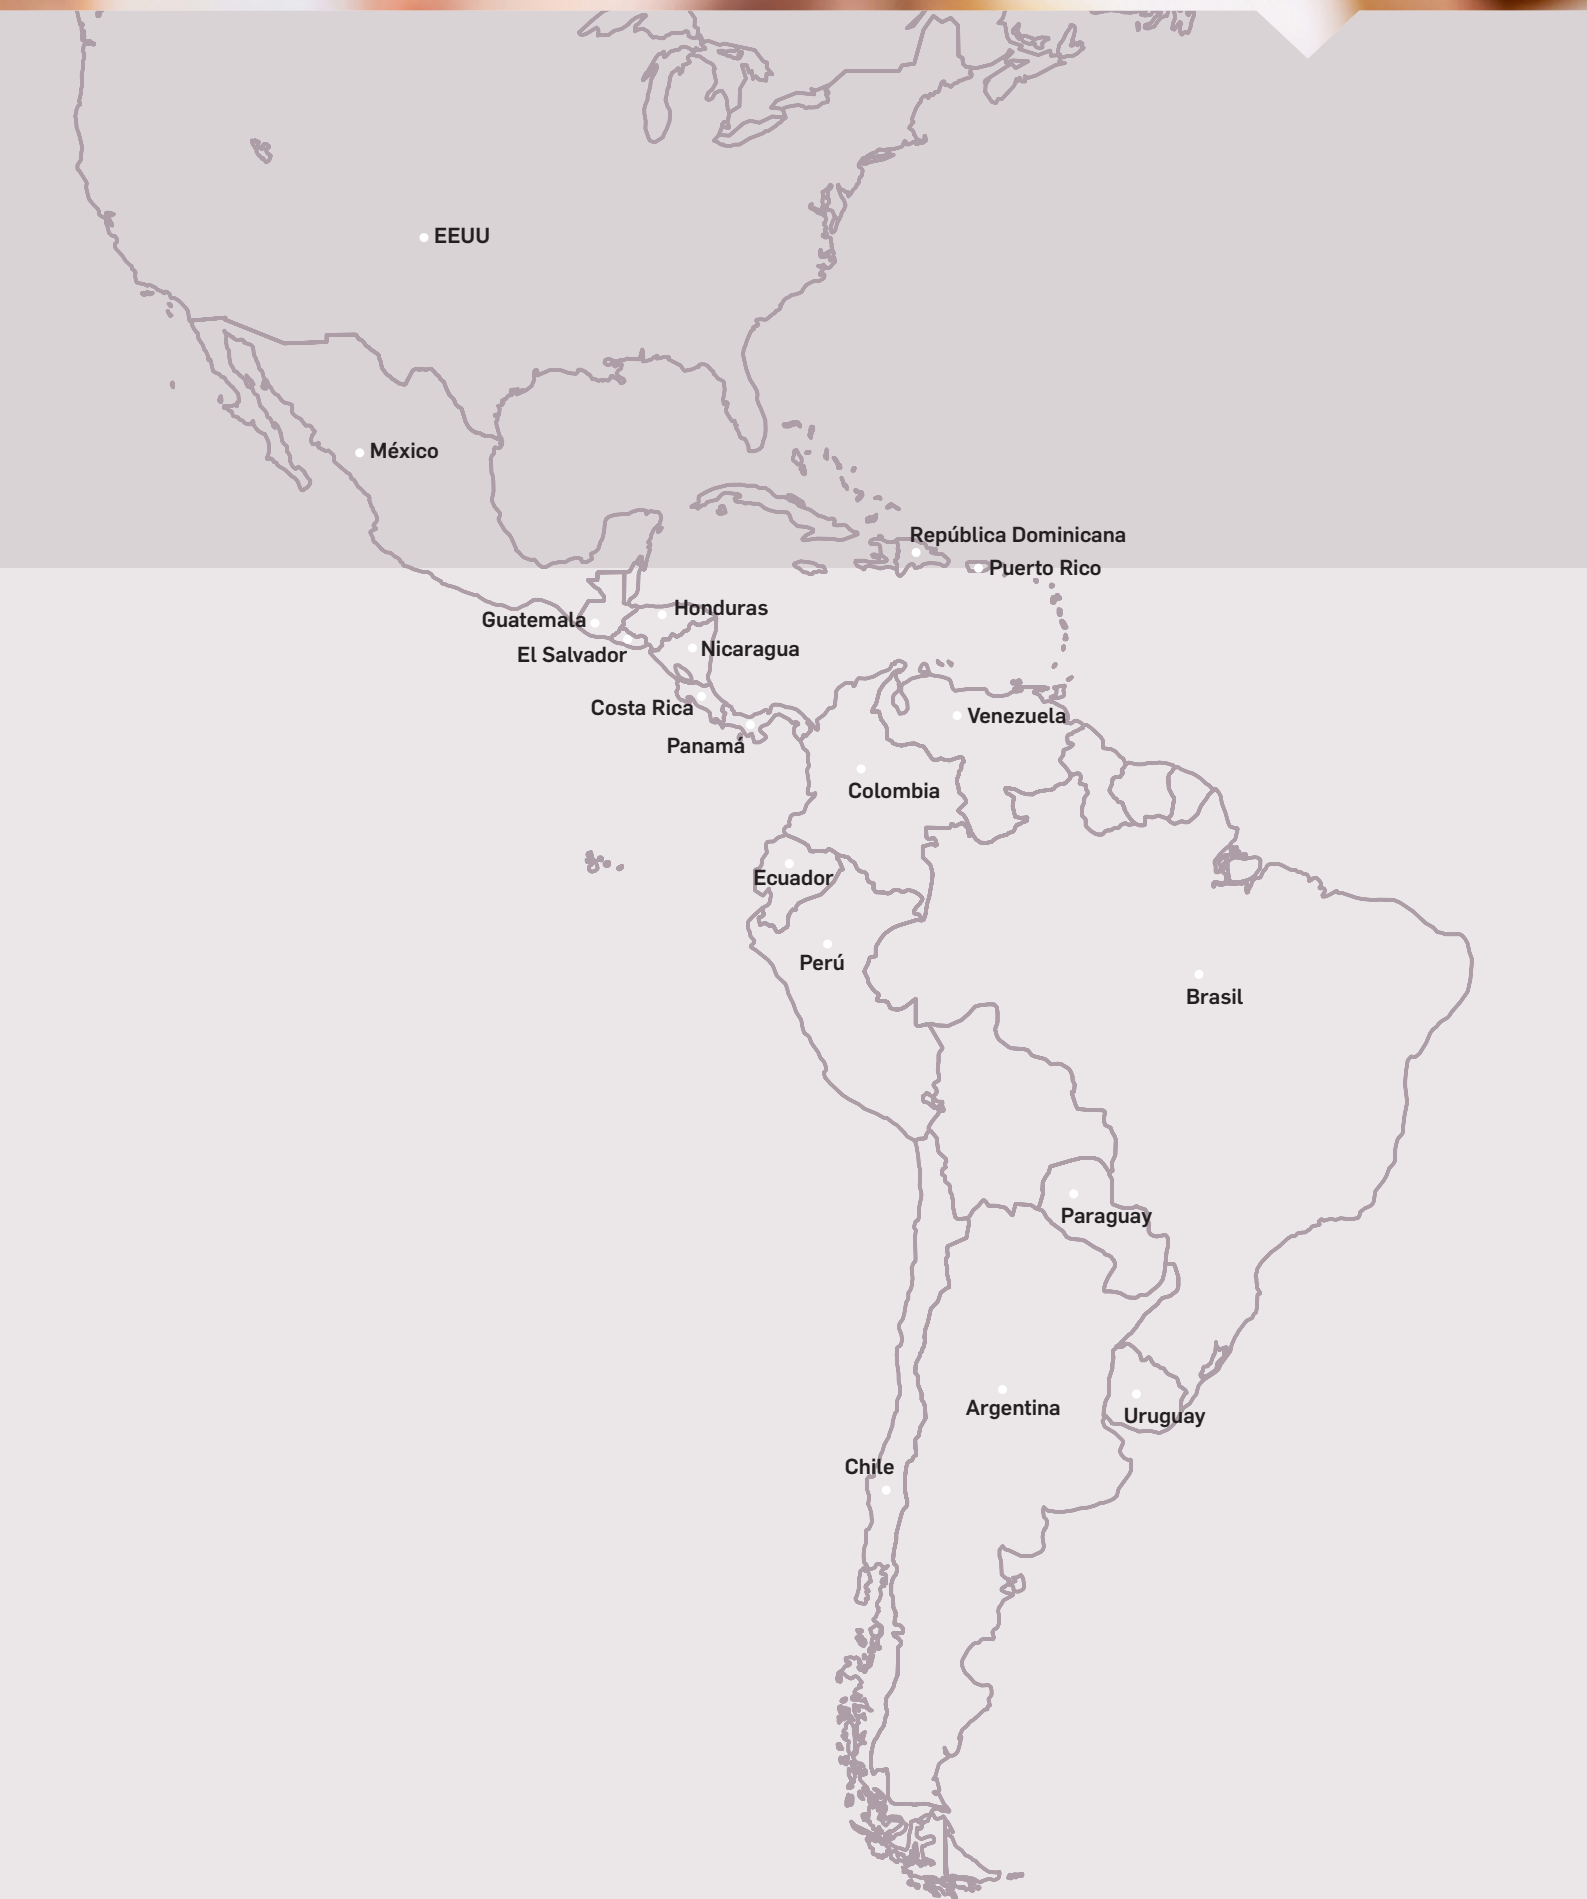 EEUU
México
República Dominicana
Puerto Rico
Honduras
Guatemala
Nicaragua
El Salvador
Costa Rica
Venezuela
Panamá
Colombia
Ecuador
Perú
Brasil
Paraguay
Argentina
Uruguay
Chile